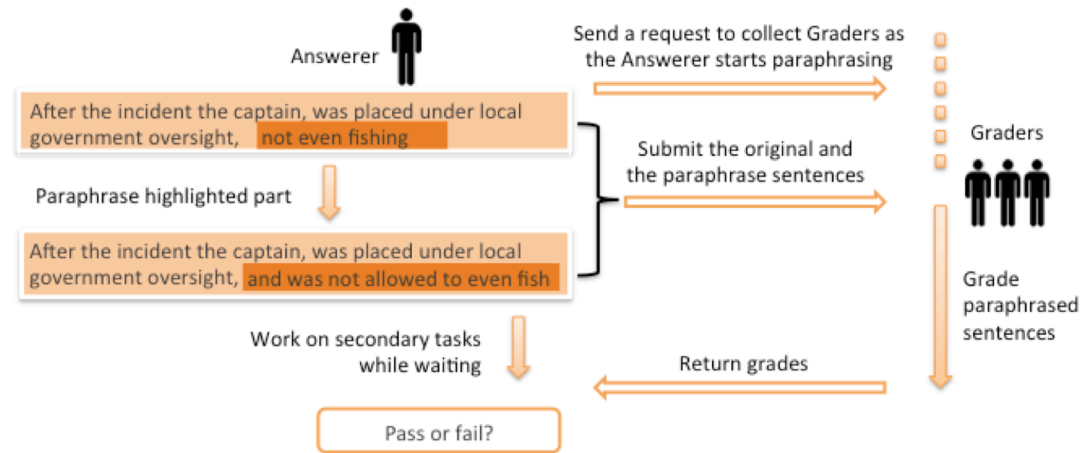 Answerer
Send a request to collect Graders as
the Answerer starts paraphrasing
After the incident the captain, was placed under local
government oversight, not even fishing
Graders
Submit the original and
the paraphrase sentences
Paraphrase highlighted part
After the incident the captain, was placed under local
government oversight, and was not allowed to even fish
Grade
paraphrased
sentences
Work on secondary tasks
while waiting
Return grades
Pass or fail?